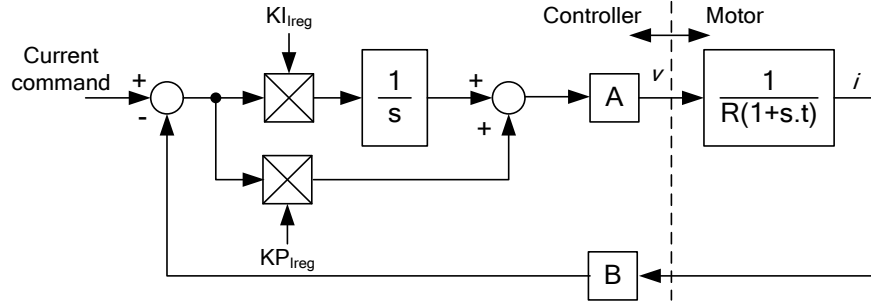 Controller Motor
KI_Ireg
Current command
+
-
1
s
+
+
A
v
1
R(1+s.t)
i
KP_Ireg
B